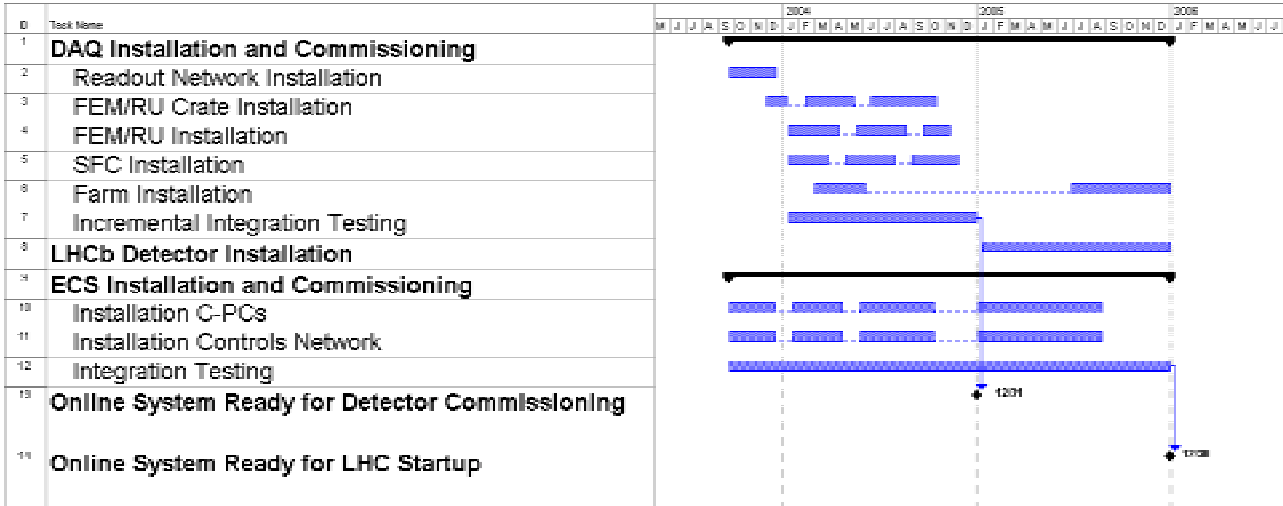 2004 2005 2006
ID Task Name M J J A S O N D J F M A M J J A S O N D J F M A M J J A S O N D J F M A M J J
1 DAQ Installation and Commissioning
2 Readout Network Installation
3 FEM/RU Crate Installation
4 FEM/RU Installation
5 SFC Installation
6 Farm Installation
7 Incremental Integration Testing
8 LHCb Detector Installation
9 ECS Installation and Commissioning
10 Installation C-PCs
11 Installation Controls Network
12 Integration Testing
13 Online System Ready for Detector Commissioning
14 Online System Ready for LHC Startup